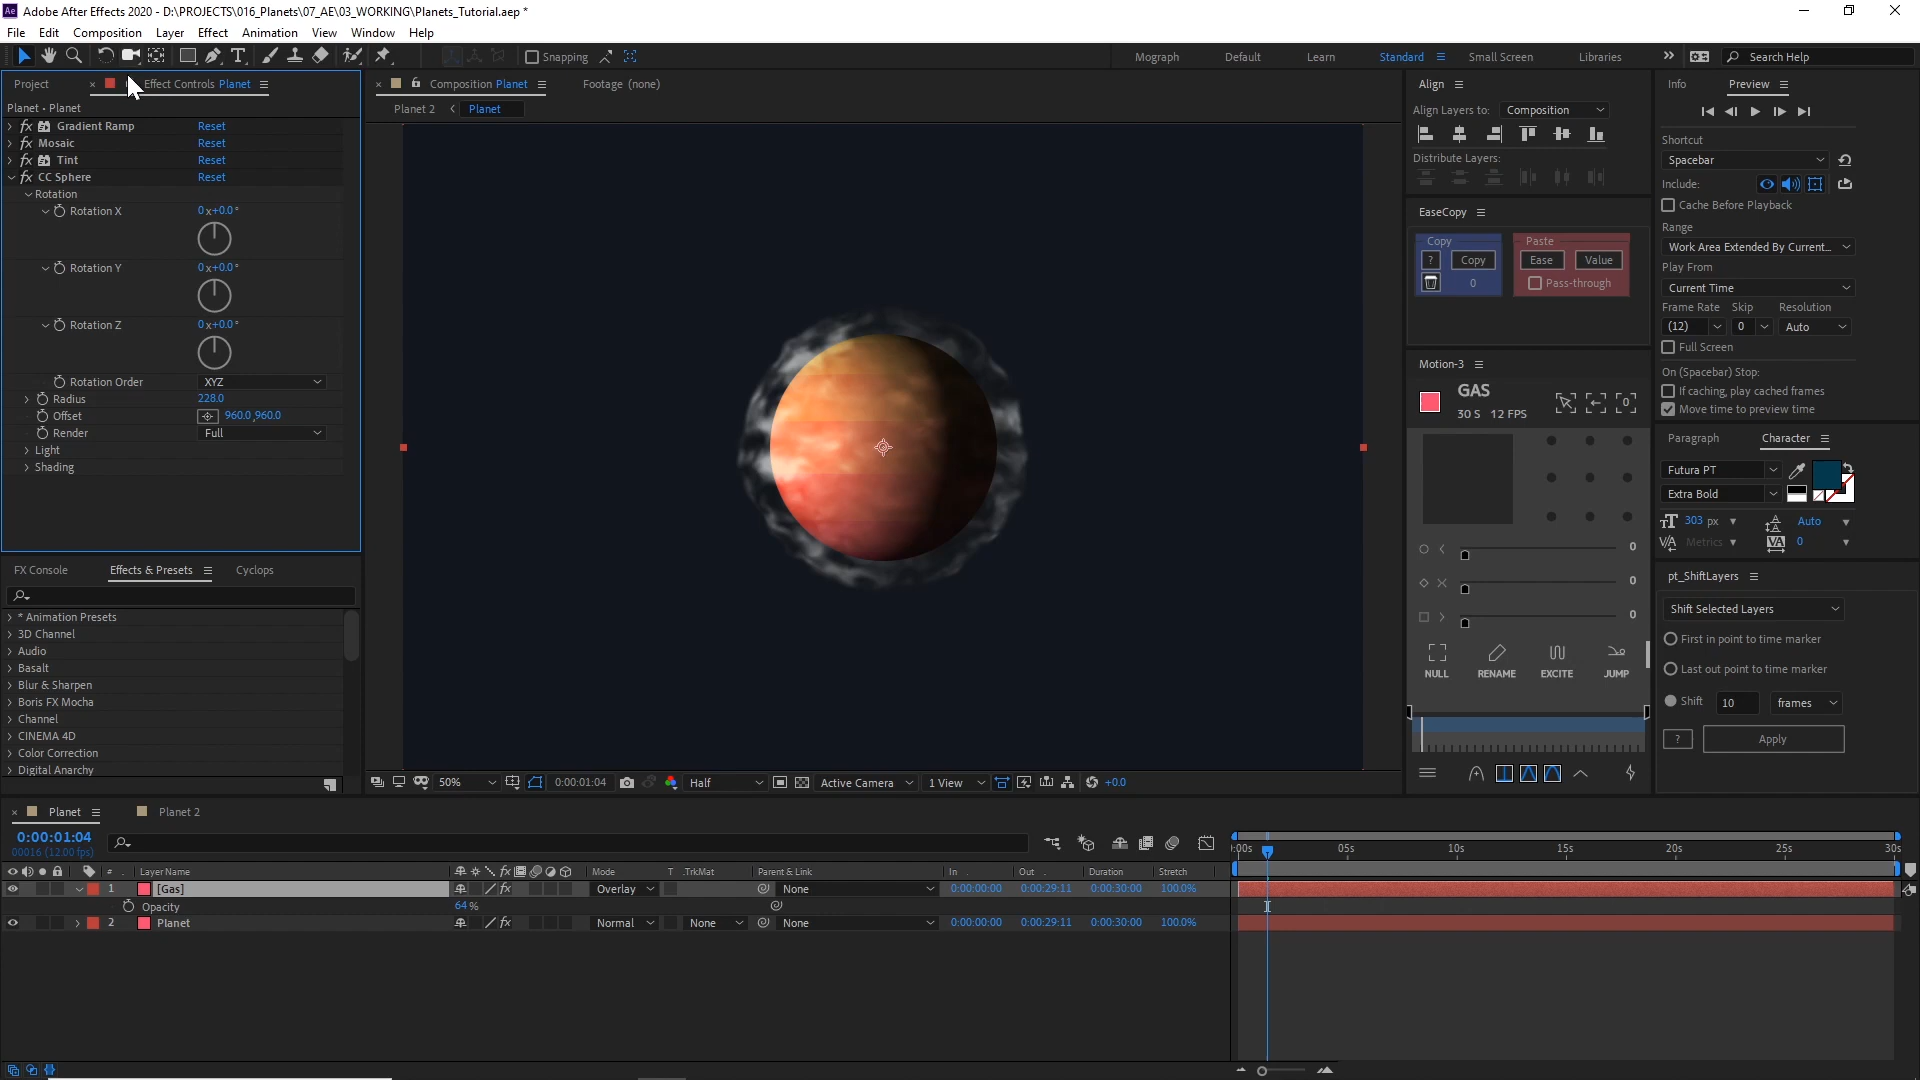 Ae Adobe After Effects 2020 - D:\PROJECTS\016_Planets\07_AE\03_WORKING\Planets_Tutorial.aep *
File Edit Composition Layer Effect Animation View Window Help
Snapping Mograph Default Learn Standard Small Screen Libraries Search Help
Project Effect Controls Planet
Planet • Planet
Gradient Ramp Reset
Mosaic Reset
Tint Reset
CC Sphere Reset
Rotation
Rotation X 0x+0.0°
Rotation Y 0x+0.0°
Rotation Z 0x+0.0°
Rotation Order XYZ
Radius 228.0
Offset 960.0,960.0
Render Full
Light
Shading
FX Console Effects & Presets Cyclops
* Animation Presets
3D Channel
Audio
Basalt
Blur & Sharpen
Boris FX Mocha
Channel
CINEMA 4D
Color Correction
Digital Anarchy
Composition Planet Footage (none)
Planet 2 Planet
50% 0:00:01:04 Half Active Camera 1 View +0.0
Align
Align Layers to: Composition
Distribute Layers:
EaseCopy
Copy Paste
? Copy Ease Value
0 Pass-through
Motion-3
GAS
30 S 12 FPS
0
0
0
NULL RENAME EXCITE JUMP
Info Preview
Shortcut
Spacebar
Include:
Cache Before Playback
Range
Work Area Extended By Current...
Play From
Current Time
Frame Rate Skip Resolution
(12) 0 Auto
Full Screen
On (Spacebar) Stop:
If caching, play cached frames
Move time to preview time
Paragraph Character
Futura PT
Extra Bold
303 px Auto
Metrics 0
pt_ShiftLayers
Shift Selected Layers
First in point to time marker
Last out point to time marker
Shift 10 frames
? Apply
Planet Planet 2
0:00:01:04
00016 (12.00 fps)
:00s 05s 10s 15s 20s 25s 30s
# Layer Name Mode T .TrkMat Parent & Link In Out Duration Stretch
1 [Gas] Overlay None 0:00:00:00 0:00:29:11 0:00:30:00 100.0%
Opacity 64%
2 Planet Normal None None 0:00:00:00 0:00:29:11 0:00:30:00 100.0%